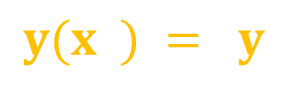 y(x ) = y